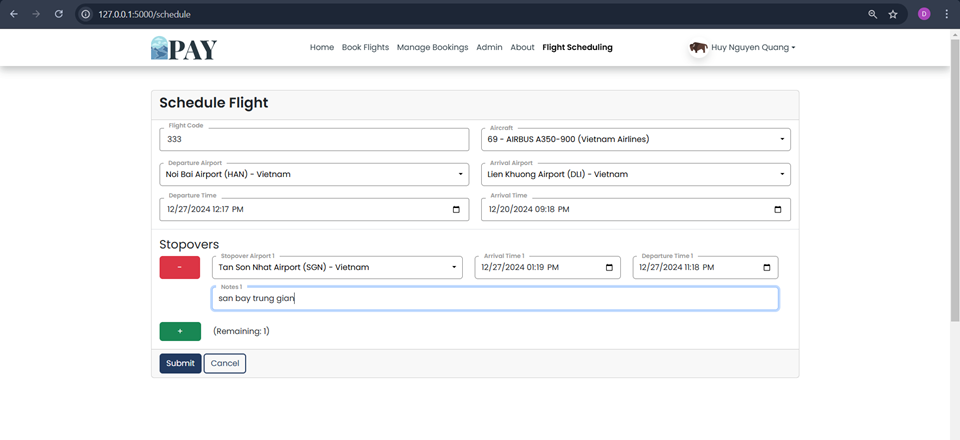 127.0.0.1:5000/schedule
D
PAY
Home Book Flights Manage Bookings Admin About Flight Scheduling
Huy Nguyen Quang
Schedule Flight
Flight Code
333
Aircraft
69 - AIRBUS A350-900 (Vietnam Airlines)
Departure Airport
Noi Bai Airport (HAN) - Vietnam
Arrival Airport
Lien Khuong Airport (DLI) - Vietnam
Departure Time
12/27/2024 12:17 PM
Arrival Time
12/20/2024 09:18 PM
Stopovers
-
Stopover Airport 1
Tan Son Nhat Airport (SGN) - Vietnam
Arrival Time 1
12/27/2024 01:19 PM
Departure Time 1
12/27/2024 11:18 PM
Notes 1
san bay trung gian
+
(Remaining: 1)
Submit Cancel